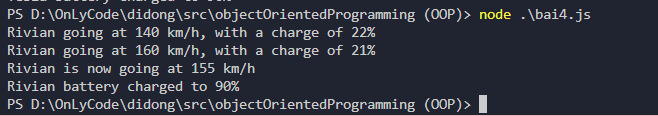 PS D:\OnLyCode\didong\src\objectOrientedProgramming (OOP)> node .\bai4.js
Rivian going at 140 km/h, with a charge of 22%
Rivian going at 160 km/h, with a charge of 21%
Rivian is now going at 155 km/h
Rivian battery charged to 90%
PS D:\OnLyCode\didong\src\objectOrientedProgramming (OOP)>